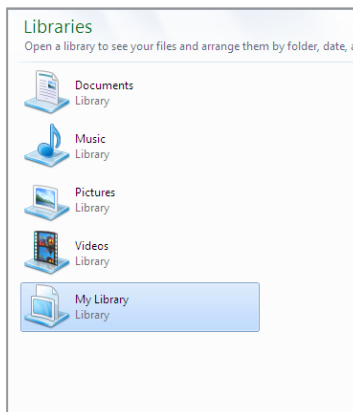 Libraries
Open a library to see your files and arrange them by folder, date,
Documents
Library
Music
Library
Pictures
Library
Videos
Library
My Library
Library